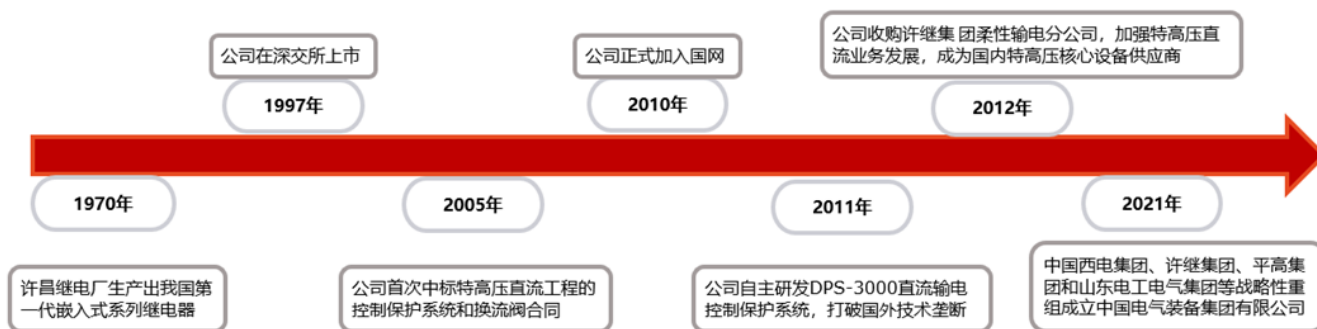 公司在深交所上市
1997年
公司正式加入国网
2010年
公司收购许继集 团柔性输电分公司，加强特高压直
流业务发展，成为国内特高压核心设备供应商
2012年
1970年
许昌继电厂生产出我国第
一代嵌入式系列继电器
2005年
公司首次中标特高压直流工程的
控制保护系统和换流阀合同
2011年
公司自主研发DPS-3000直流输电
控制保护系统，打破国外技术垄断
2021年
中国西电集团、许继集团、平高集
团和山东电工电气集团等战略性重
组成立中国电气装备集团有限公司